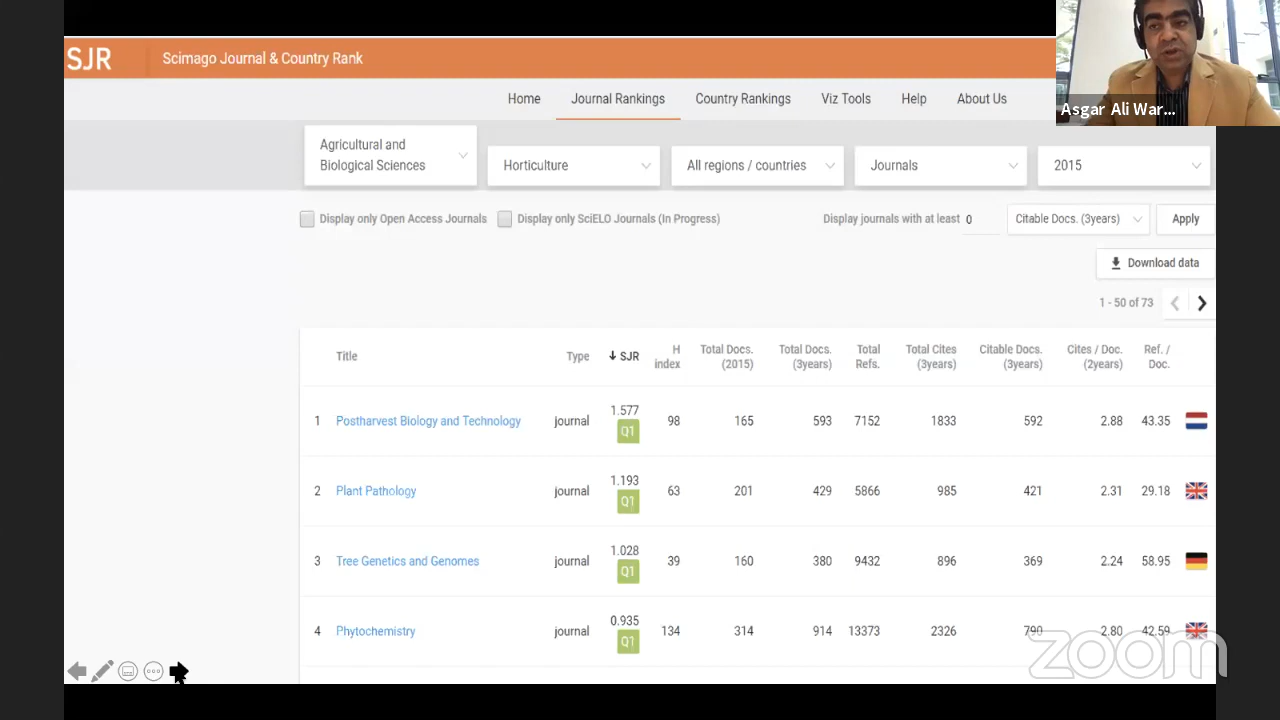 SJR
Scimago Journal & Country Rank
Home Journal Rankings Country Rankings Viz Tools Help About Us
Asgar Ali War...
Agricultural and
Biological Sciences
Horticulture
All regions / countries
Journals
2015
Display only Open Access Journals
Display only SciELO Journals (In Progress)
Display journals with at least 0
Citable Docs. (3years)
Apply
Download data
1 - 50 of 73
Title Type SJR H index Total Docs. (2015) Total Docs. (3years) Total Refs. Total Cites (3years) Citable Docs. (3years) Cites / Doc. (2years) Ref. / Doc.
1 Postharvest Biology and Technology journal 1.577 Q1 98 165 593 7152 1833 592 2.88 43.35
2 Plant Pathology journal 1.193 Q1 63 201 429 5866 985 421 2.31 29.18
3 Tree Genetics and Genomes journal 1.028 Q1 39 160 380 9432 896 369 2.24 58.95
4 Phytochemistry journal 0.935 Q1 134 314 914 13373 2326 790 2.80 42.59
zoom